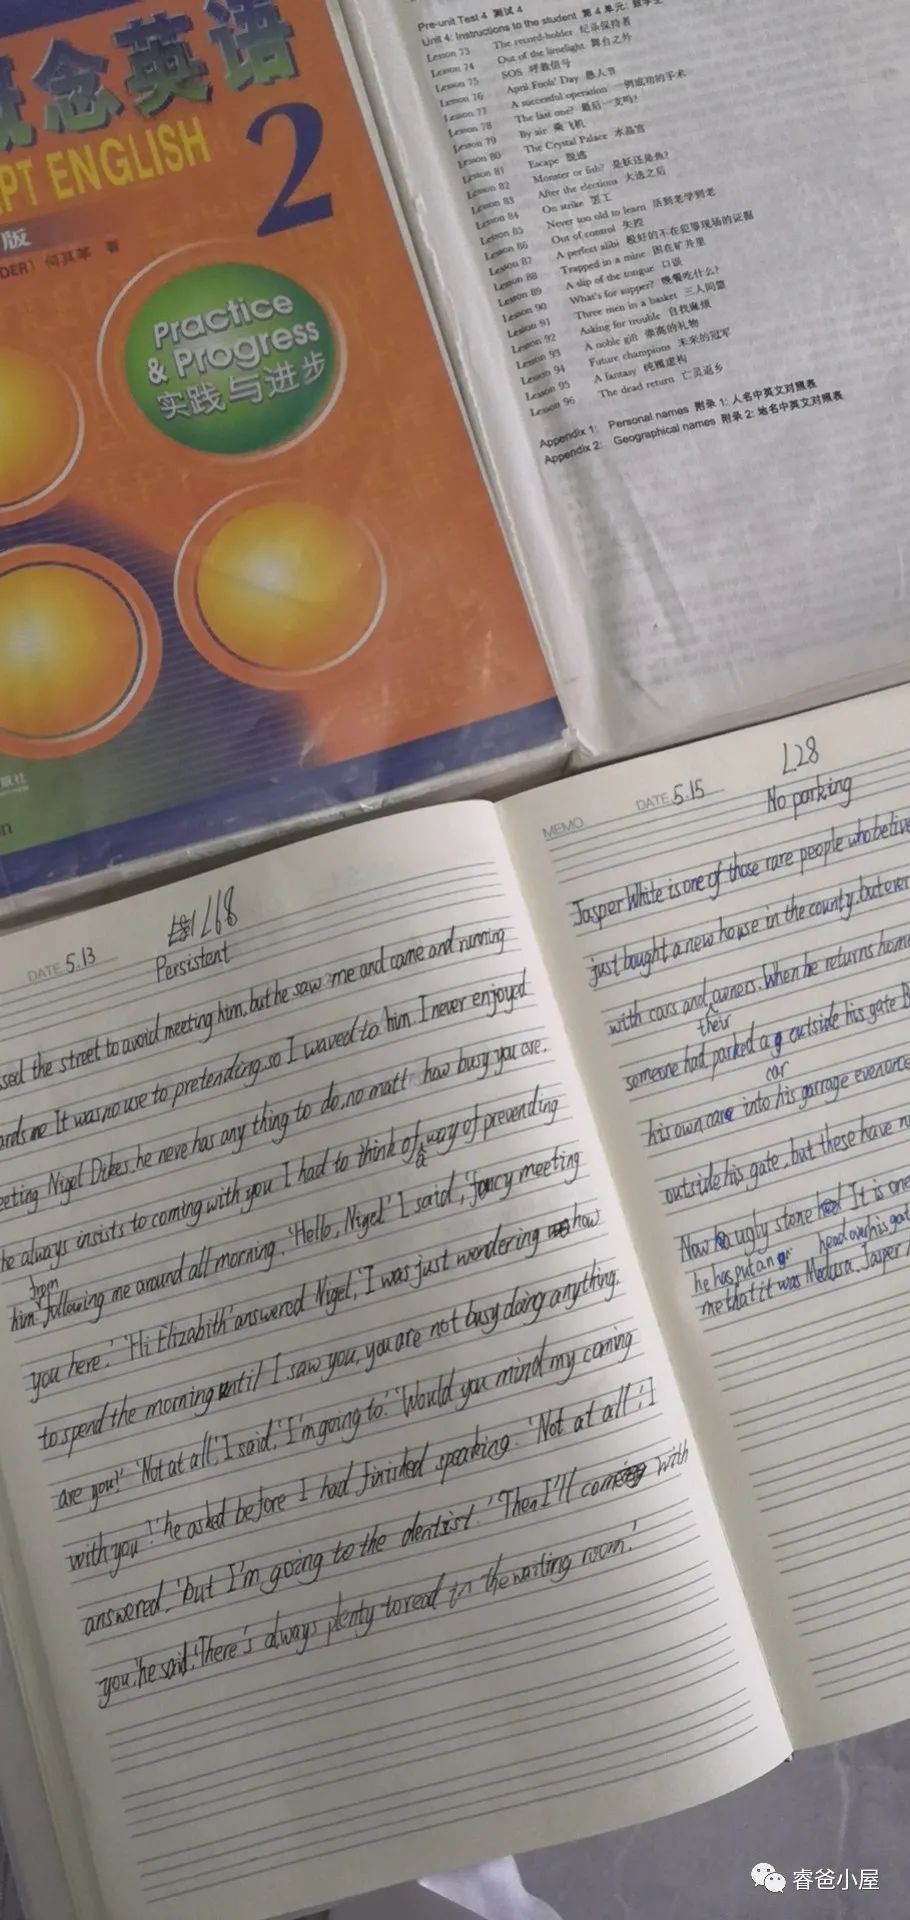 概念英语
PT ENGLISH
2
版
DER) 何其莘 著
Practice
& Progress
实践与进步
Pre-unit Test 4 测试 4
Unit 4: Instructions to the student 第 4 单元:
Lesson 73 The record-holder 纪录保持者
Lesson 74 Out of the limelight 舞台之外
Lesson 75 SOS 呼救信号
Lesson 76 April Fools' Day 愚人节
Lesson 77 A successful operation 一例成功的手术
Lesson 78 The last one? 最后一支吗?
Lesson 79 By air 乘飞机
Lesson 80 The Crystal Palace 水晶宫
Lesson 81 Escape 脱逃
Lesson 82 Monster or fish? 是妖还是鱼?
Lesson 83 After the elections 大选之后
Lesson 84 On strike 罢工
Lesson 85 Never too old to learn 活到老学到老
Lesson 86 Out of control 失控
Lesson 87 A perfect alibi 极好的不在犯罪现场的证据
Lesson 88 Trapped in a mine 困在矿井里
Lesson 89 A slip of the tongue 口误
Lesson 90 What's for supper? 晚餐吃什么?
Lesson 91 Three men in a basket 三人同篮
Lesson 92 Asking for trouble 自找麻烦
Lesson 93 A noble gift 崇高的礼物
Lesson 94 Future champions 未来的冠军
Lesson 95 A fantasy 纯属虚构
Lesson 96 The dead return 亡灵返乡
Appendix 1: Personal names 附录 1: 人名中英文对照表
Appendix 2: Geographical names 附录 2: 地名中英文对照表
DATE 5.13
L68
Persistent
ssed the street to avoid meeting him, but he saw me and came and running
ards me It was no use to pretending, so I waved to him. I never enjoyed
eeting Nigel Dikes. he neve has any thing to do, no matt how busy you are.
he always insists to coming with you I had to think of a way of prevending
him from following me around all morning. 'Hello, Nigel' I said, 'fancy meeting
you here.' 'Hi Elizabith' answered Nigel, 'I was just wondering how
to spend the morning until I saw you, you are not busy doing anything.
are you?' 'Not at all', I said, 'I'm going to.' 'Would you mind my coming
with you?' he asked before I had finished speaking. 'Not at all', I
answered, 'but I'm going to the dentist.' 'Then I'll come with
you', he said, 'There's always plenty to read in the waiting room.'
MEMO DATE 5.15
L28
No parking
Jasper White is one of those rare people who belive
just bought a new house in the county, but ever
with cars and their owners. When he returns home
someone had parked a car outside his gate B
his own care into his garrage even once
outside his gate, but these have n
Now a ugly stone It is one
he has put an head over his gat
me that it was Medusa. Jasper
睿爸小屋